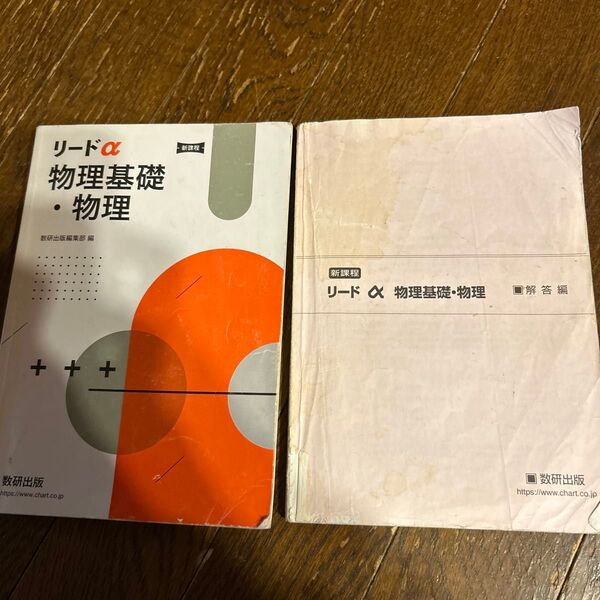 リードα
新課程
物理基礎
・物理
数研出版編集部 編
数研出版
https://www.chart.co.jp
新課程
リード α 物理基礎・物理 ■解答編
数研出版
https://www.chart.co.jp